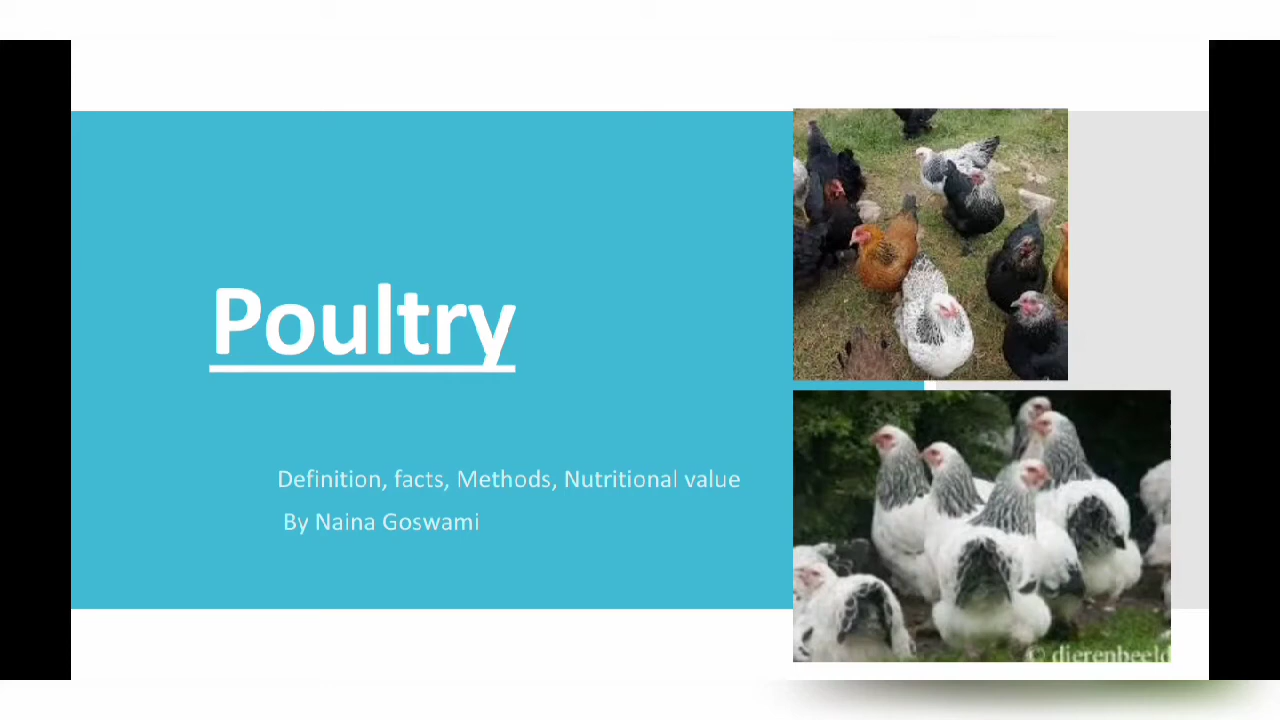 Poultry
Definition, facts, Methods, Nutritional value
By Naina Goswami
© dierenbeeld